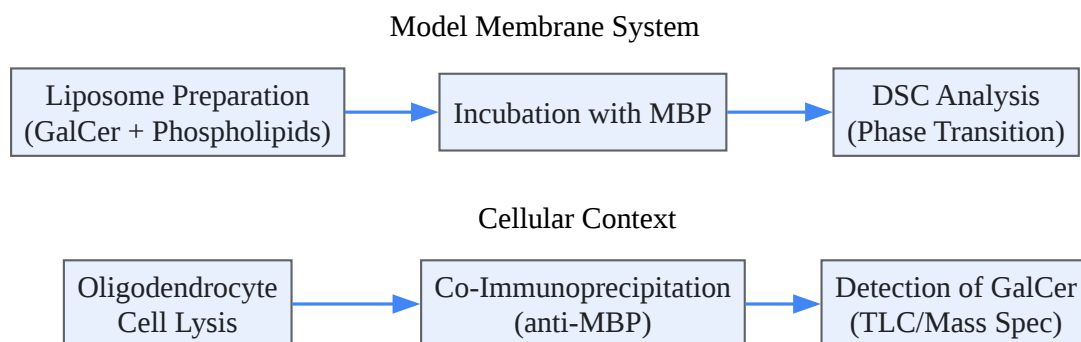 Model Membrane System
Liposome Preparation
(GalCer + Phospholipids)
Incubation with MBP
DSC Analysis
(Phase Transition)
Cellular Context
Oligodendrocyte
Cell Lysis
Co-Immunoprecipitation
(anti-MBP)
Detection of GalCer
(TLC/Mass Spec)